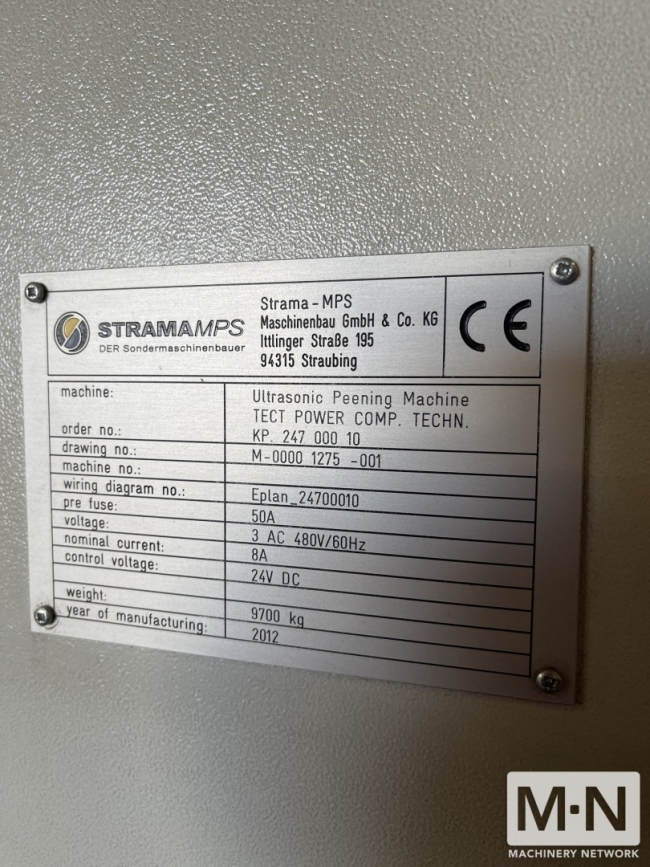 STRAMAMPS
DER Sondermaschinenbauer
Strama-MPS
Maschinenbau GmbH & Co. KG
Ittlinger Straße 195
94315 Straubing
CE
machine: Ultrasonic Peening Machine
TECT POWER COMP. TECHN.
order no.: KP. 247 000 10
drawing no.: M-0000 1275 -001
machine no.:
wiring diagram no.: Eplan_24700010
pre fuse: 50A
voltage: 3 AC 480V/60Hz
nominal current: 8A
control voltage: 24V DC
weight: 9700 kg
year of manufacturing: 2012
M·N
MACHINERY NETWORK